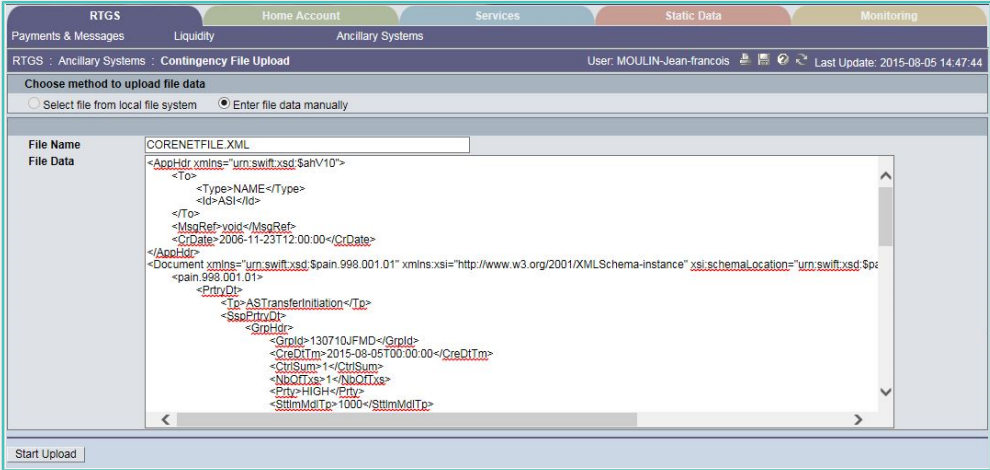 RTGS Home Account Services Static Data Monitoring
Payments & Messages Liquidity Ancillary Systems
RTGS : Ancillary Systems : Contingency File Upload User: MOULIN-Jean-francois Last Update: 2015-08-05 14:47:44
Choose method to upload file data
Select file from local file system Enter file data manually
File Name CORENETFILE.XML
File Data <AppHdr xmlns="urn:swift:xsd:$ahV10">
<To>
<Type>NAME</Type>
<Id>ASI</Id>
</To>
<MsgRef>void</MsgRef>
<CrDate>2006-11-23T12:00:00</CrDate>
</AppHdr>
<Document xmlns="urn:swift:xsd:$pain.998.001.01" xmlns:xsi="http://www.w3.org/2001/XMLSchema-instance" xsi:schemaLocation="urn:swift:xsd:$pa
<pain.998.001.01>
<PrtryDt>
<Tp>ASTransferInitiation</Tp>
<SspPrtryDt>
<GrpHdr>
<GrpId>130710JFMD</GrpId>
<CreDtTm>2015-08-05T00:00:00</CreDtTm>
<CtrlSum>1</CtrlSum>
<NbOfTxs>1</NbOfTxs>
<Prty>HIGH</Prty>
<SttlmMdlTp>1000</SttlmMdlTp>
Start Upload